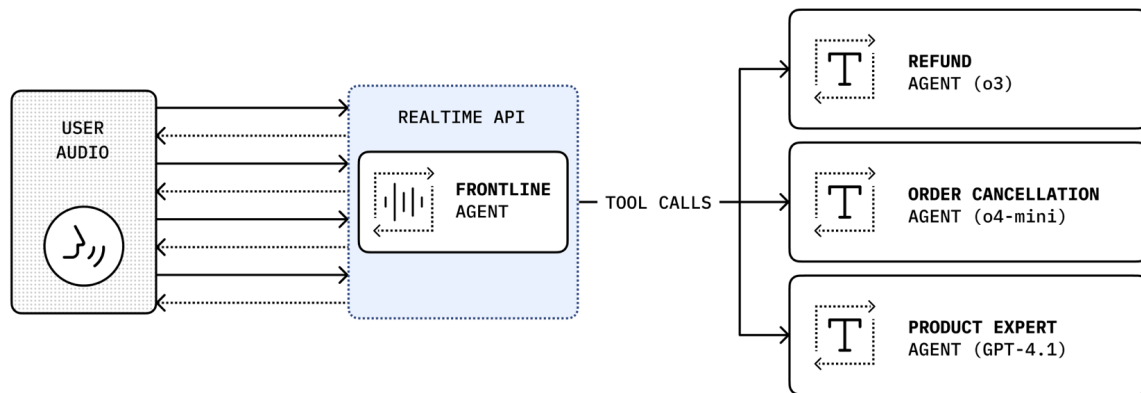 USER
AUDIO
REALTIME API
FRONTLINE
AGENT
TOOL CALLS
REFUND
AGENT (o3)
ORDER CANCELLATION
AGENT (o4-mini)
PRODUCT EXPERT
AGENT (GPT-4.1)